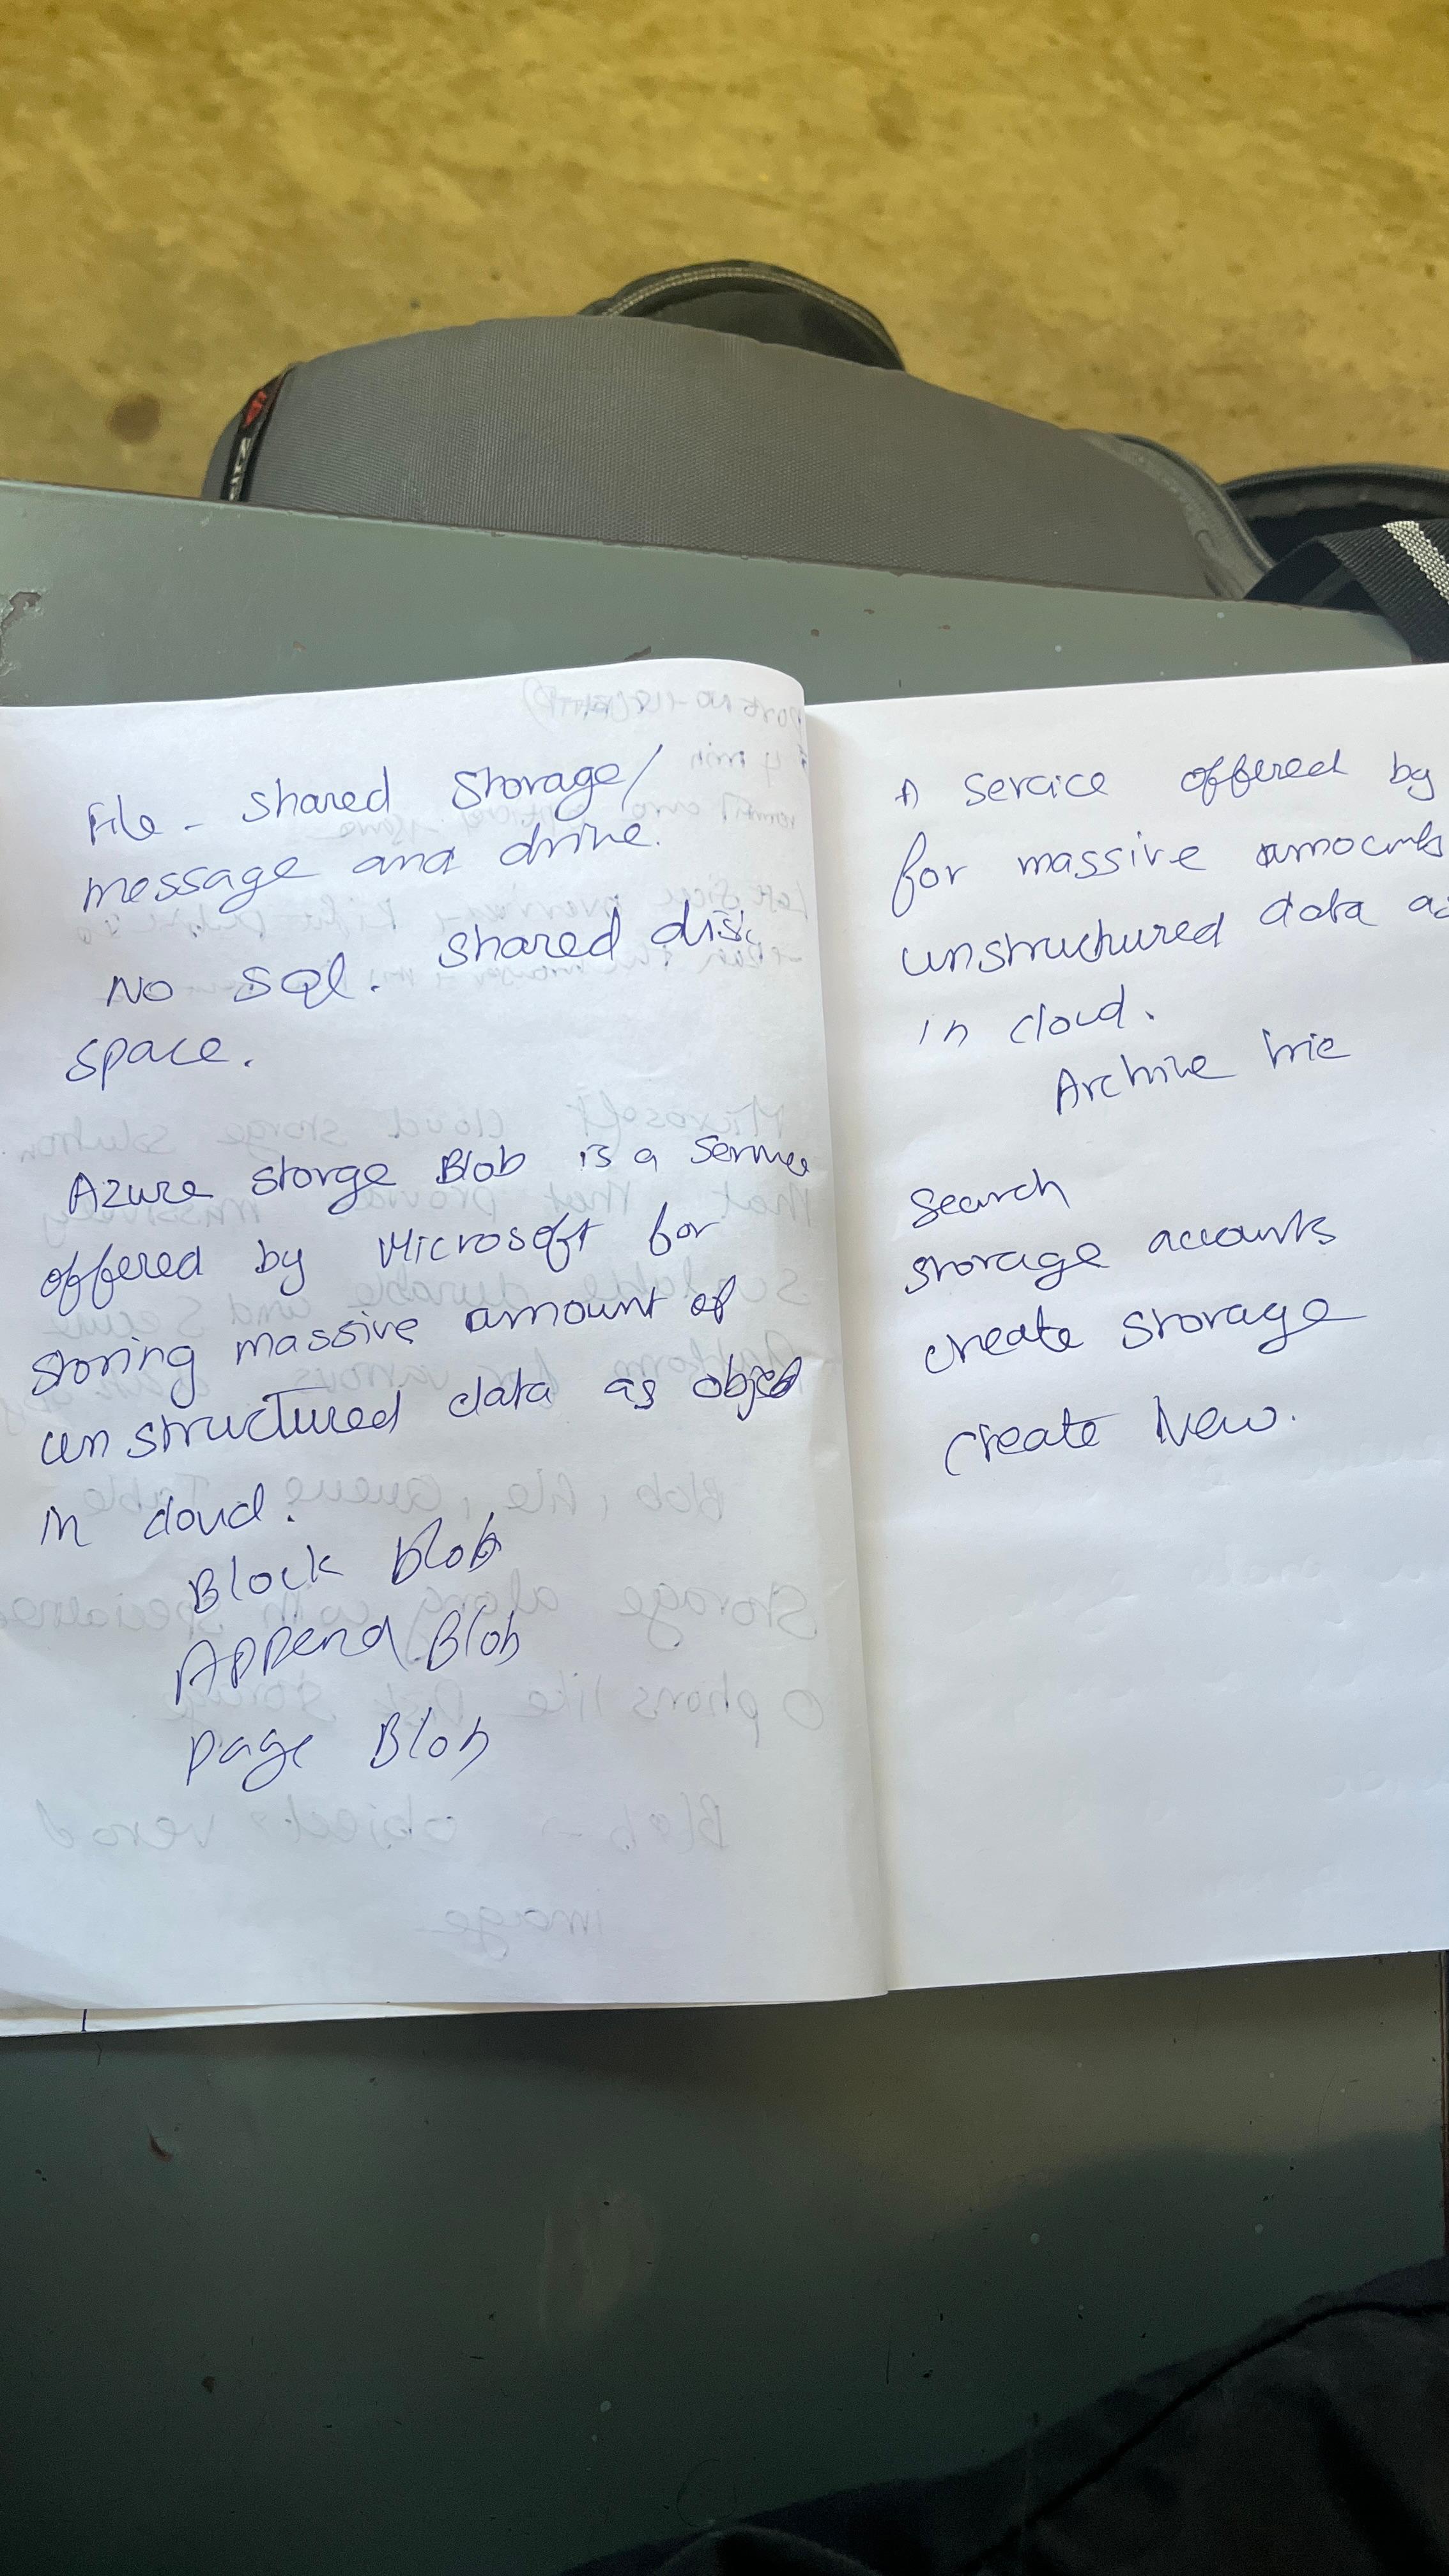 File - shared storage/
message and drive.
No sql. shared disk
space.
Azure storge Blob is a service
offered by Microsoft for
storing massive amount of
unstructured data as object
in cloud.
Block blob
Append Blob
page Blob
A service offered by
for massive amounts
unstructured data as
in cloud.
Archive
Search
storage accounts
create storage
create New.